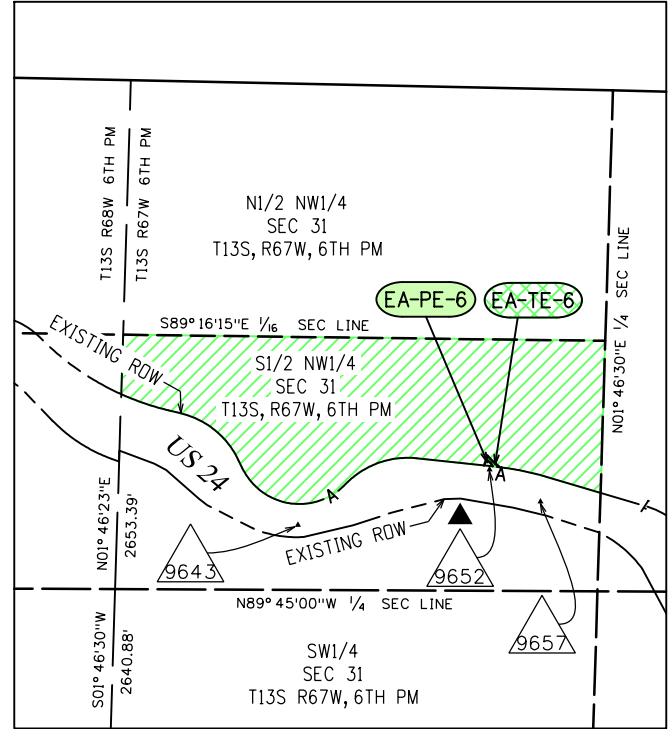 T13S R68W 6TH PM
T13S R67W 6TH PM
N1/2 NW1/4
SEC 31
T13S, R67W, 6TH PM
EA-PE-6
EA-TE-6
N01° 46'30"E 1/4 SEC LINE
S89° 16'15"E 1/16 SEC LINE
EXISTING ROW
S1/2 NW1/4
SEC 31
T13S, R67W, 6TH PM
US 24
A
A
A
N01° 46'23"E
2653.39'
EXISTING ROW
9643
9652
9657
N89° 45'00"W 1/4 SEC LINE
S01° 46'30"W
2640.88'
SW1/4
SEC 31
T13S R67W, 6TH PM